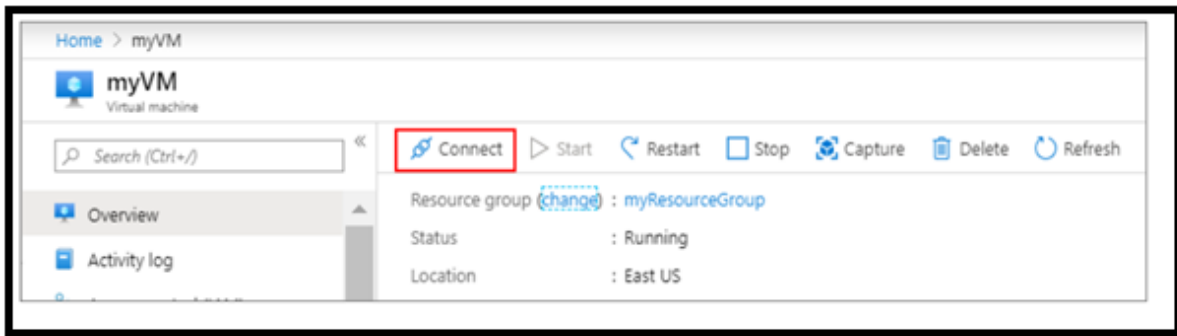 Home > myVM
myVM
Virtual machine
Search (Ctrl+/)
«
Connect Start Restart Stop Capture Delete Refresh
Overview
Activity log
Resource group (change) : myResourceGroup
Status : Running
Location : East US